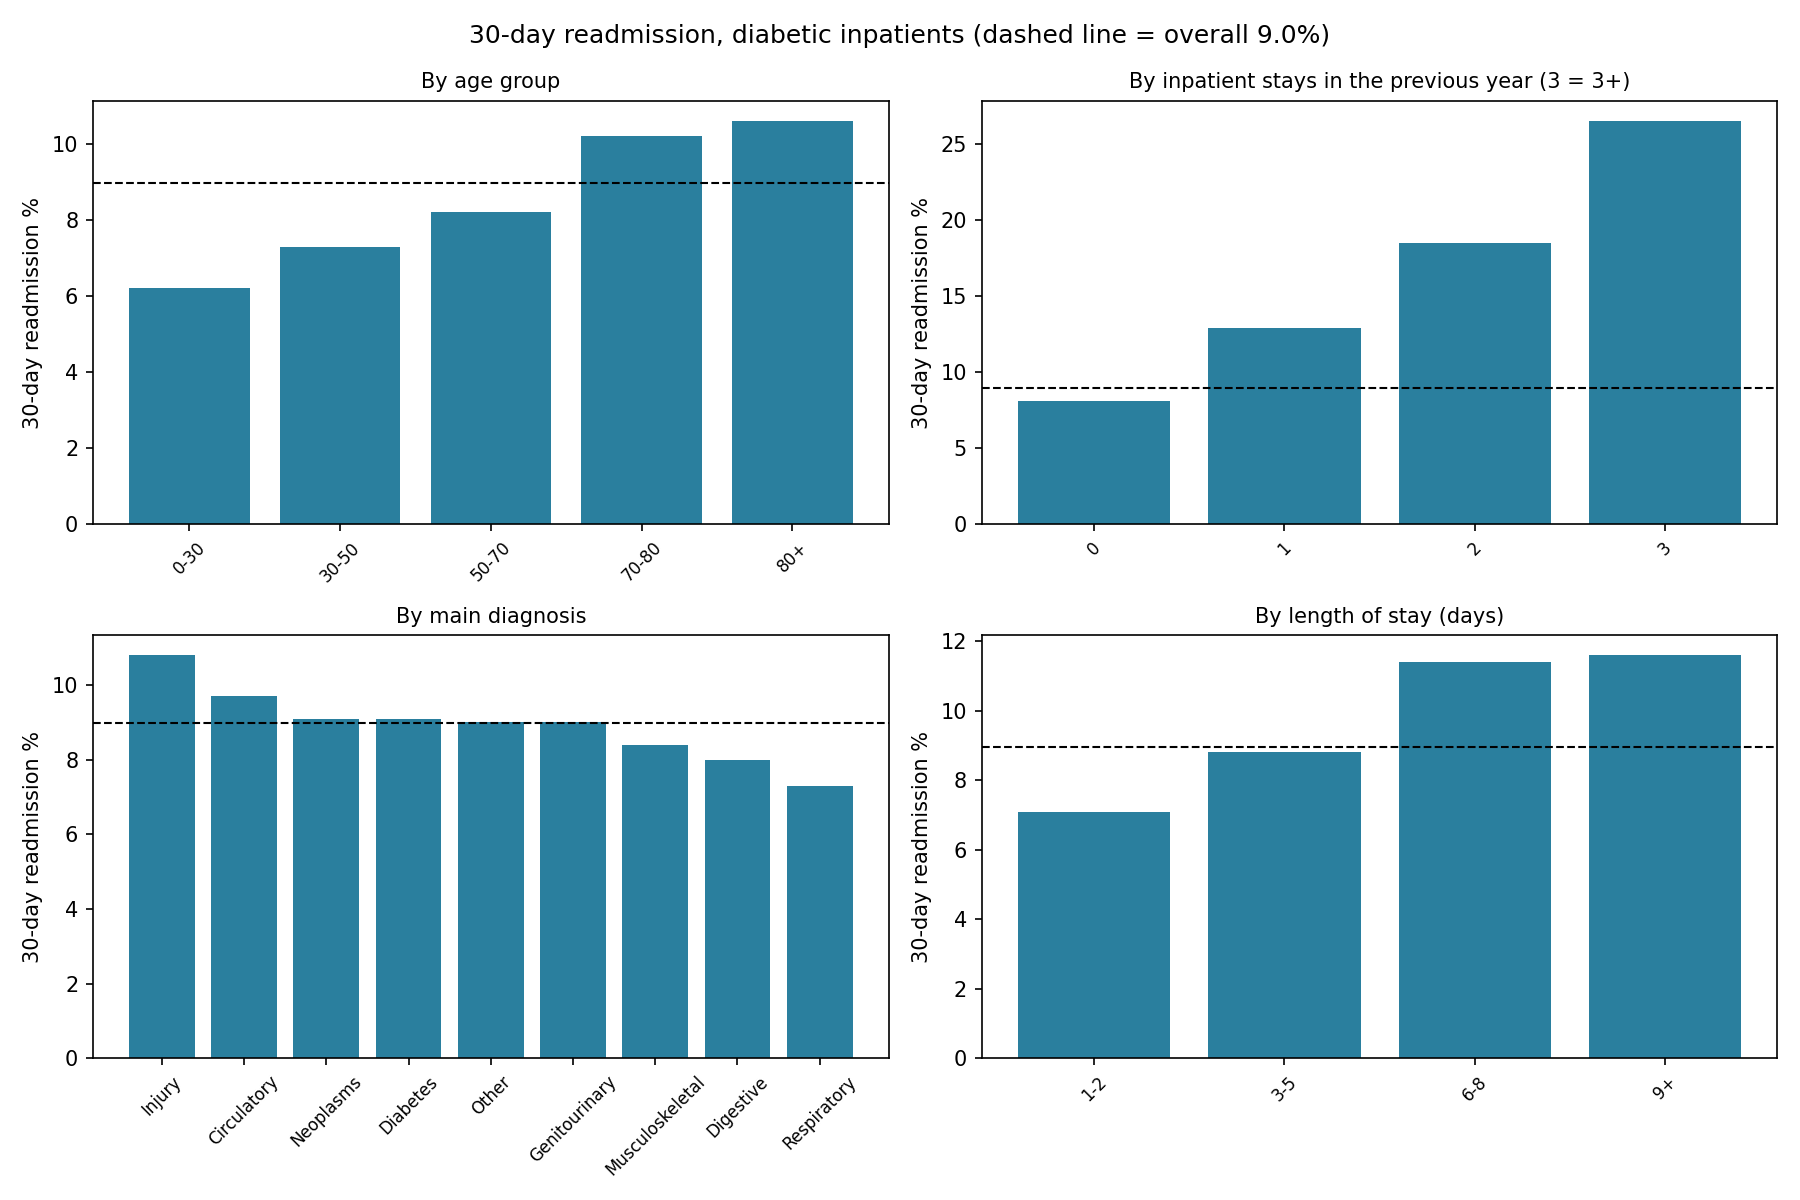 30-day readmission, diabetic inpatients (dashed line = overall 9.0%)
By age group
30-day readmission %
10
8
6
4
2
0
0-30
30-50
50-70
70-80
80+
By inpatient stays in the previous year (3 = 3+)
30-day readmission %
25
20
15
10
5
0
0
1
2
3
By main diagnosis
30-day readmission %
10
8
6
4
2
0
Injury
Circulatory
Neoplasms
Diabetes
Other
Genitourinary
Musculoskeletal
Digestive
Respiratory
By length of stay (days)
30-day readmission %
12
10
8
6
4
2
0
1-2
3-5
6-8
9+